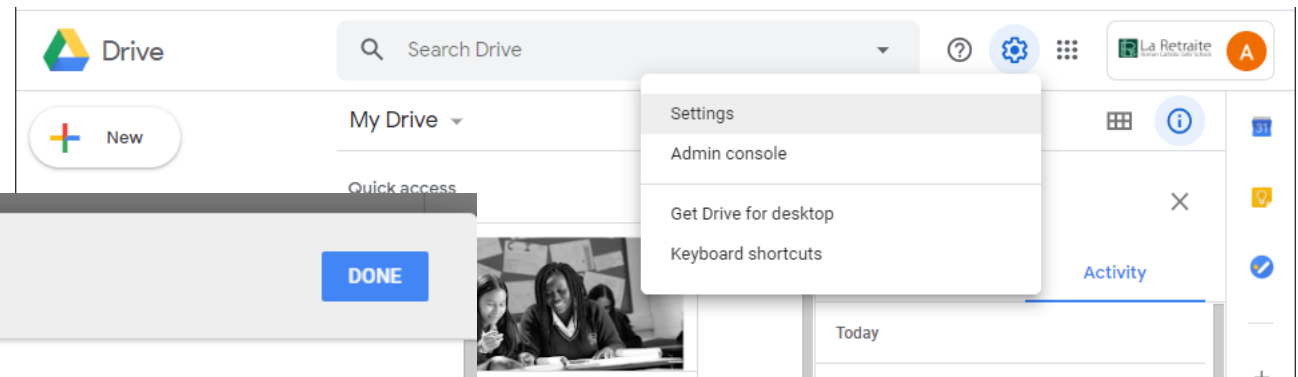 Drive
Search Drive
La Retraite
A
New
My Drive
Settings
Admin console
Get Drive for desktop
Keyboard shortcuts
31
Quick access
DONE
Activity
Today